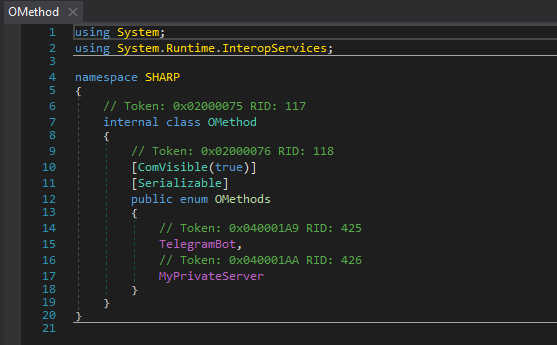 OMethod ×
1 using System;
2 using System.Runtime.InteropServices;
3
4 namespace SHARP
5 {
6 // Token: 0x02000075 RID: 117
7 internal class OMethod
8 {
9 // Token: 0x02000076 RID: 118
10 [ComVisible(true)]
11 [Serializable]
12 public enum OMethods
13 {
14 // Token: 0x040001A9 RID: 425
15 TelegramBot,
16 // Token: 0x040001AA RID: 426
17 MyPrivateServer
18 }
19 }
20 }
21